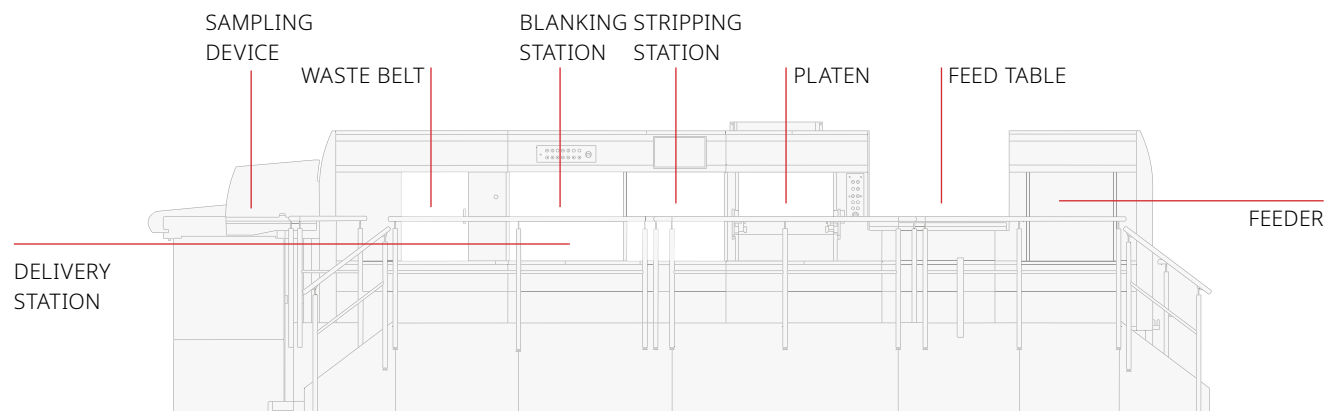 SAMPLING
DEVICE
WASTE BELT
BLANKING
STATION
STRIPPING
STATION
PLATEN
FEED TABLE
FEEDER
DELIVERY
STATION